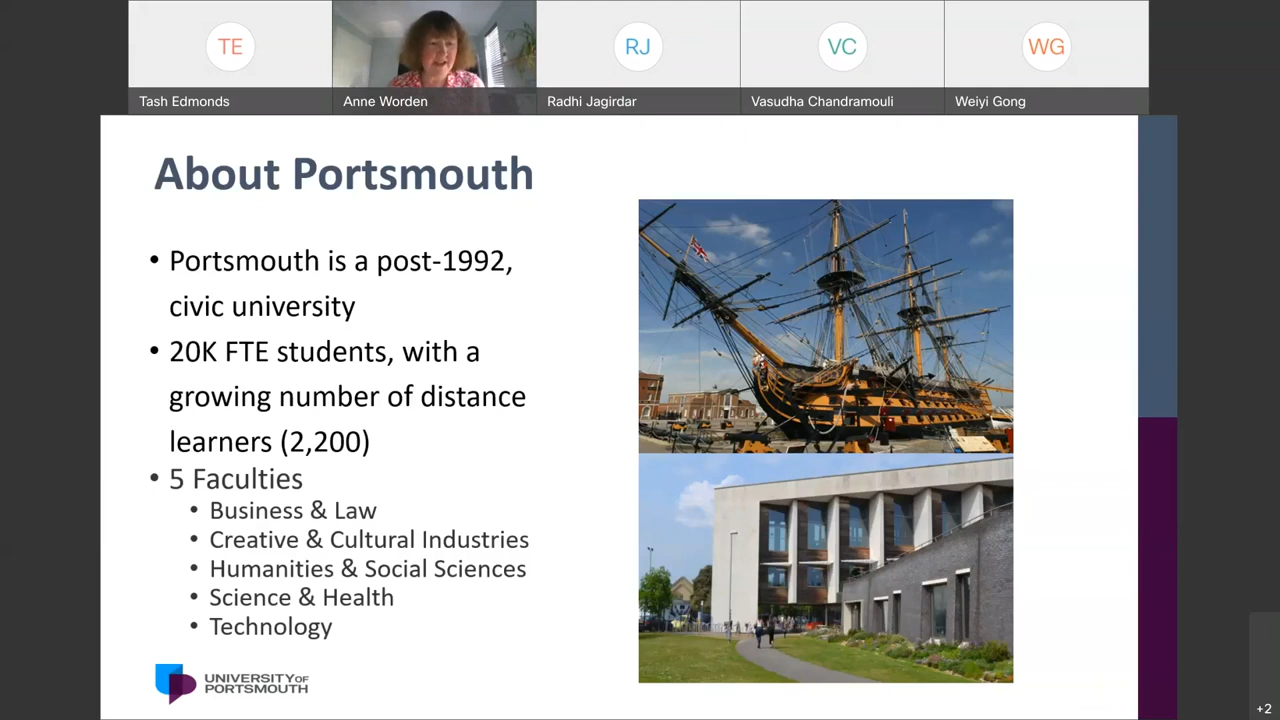 TE
RJ
VC
WG
Tash Edmonds
Anne Worden
Radhi Jagirdar
Vasudha Chandramouli
Weiyi Gong
About Portsmouth
• Portsmouth is a post-1992,
civic university
• 20K FTE students, with a
growing number of distance
learners (2,200)
• 5 Faculties
• Business & Law
• Creative & Cultural Industries
• Humanities & Social Sciences
• Science & Health
• Technology
UNIVERSITY OF
PORTSMOUTH
+2